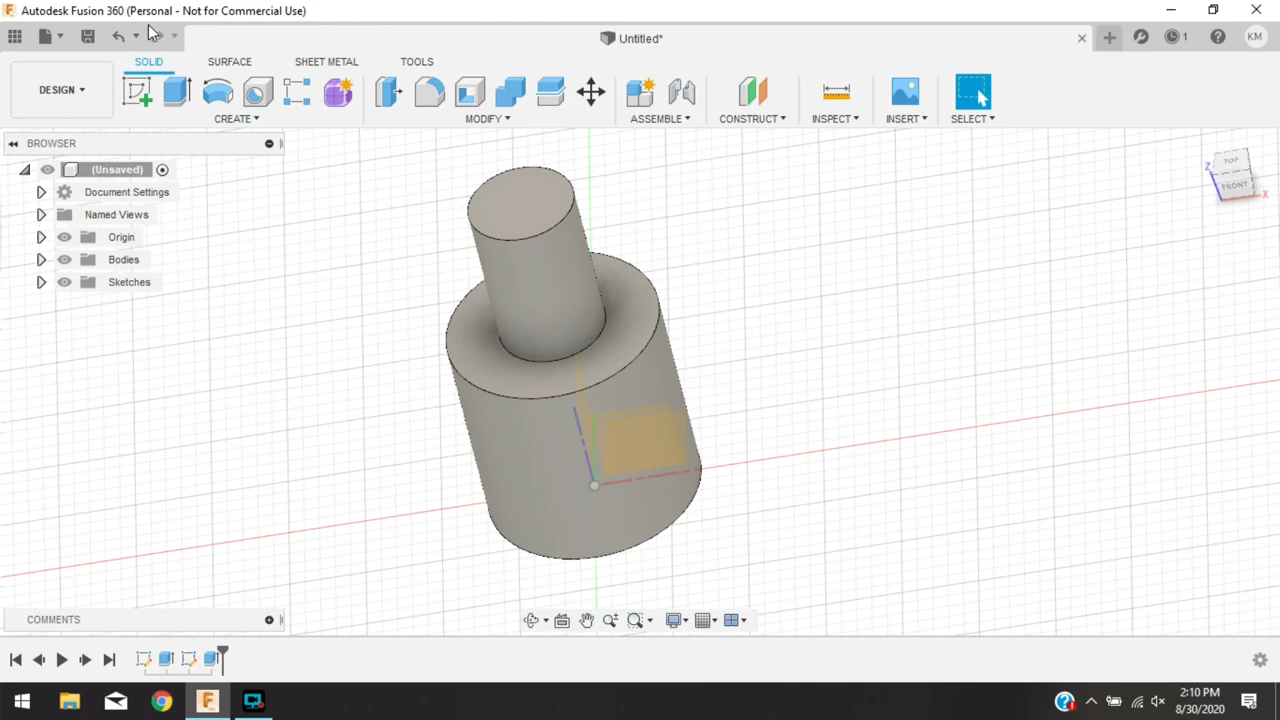 Autodesk Fusion 360 (Personal - Not for Commercial Use)
Untitled*
1
KM
SOLID
SURFACE
SHEET METAL
TOOLS
DESIGN
CREATE
MODIFY
ASSEMBLE
CONSTRUCT
INSPECT
INSERT
SELECT
BROWSER
(Unsaved)
Document Settings
Named Views
Origin
Bodies
Sketches
TOP
FRONT
Z
X
COMMENTS
2:10 PM
8/30/2020